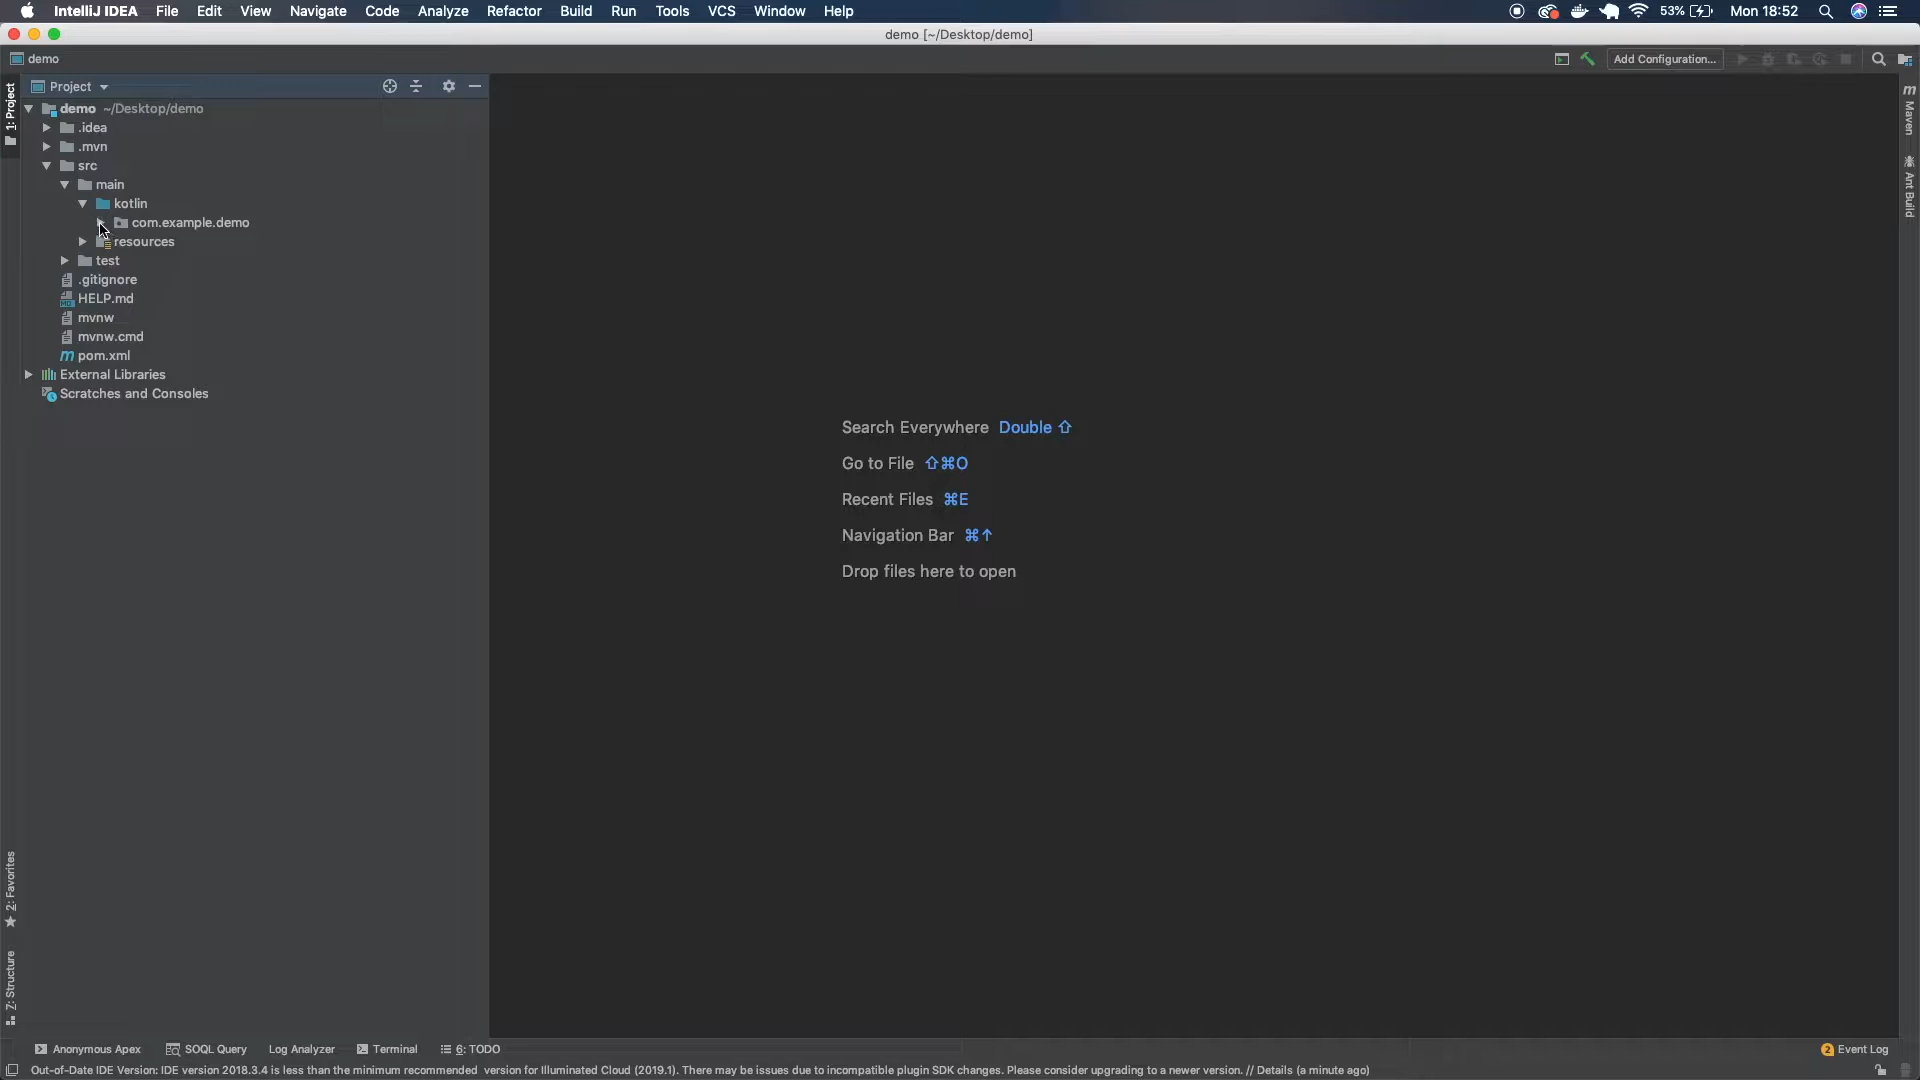 IntelliJ IDEA File Edit View Navigate Code Analyze Refactor Build Run Tools VCS Window Help 53% Mon 18:52
demo [~/Desktop/demo]
demo Add Configuration...
1: Project
Project
demo ~/Desktop/demo
.idea
.mvn
src
main
kotlin
com.example.demo
resources
test
.gitignore
HELP.md
mvnw
mvnw.cmd
pom.xml
External Libraries
Scratches and Consoles
Search Everywhere Double ⇧
Go to File ⇧⌘O
Recent Files ⌘E
Navigation Bar ⌘↑
Drop files here to open
Maven
Ant Build
2: Favorites
Z: Structure
Anonymous Apex SOQL Query Log Analyzer Terminal 6: TODO 2 Event Log
Out-of-Date IDE Version: IDE version 2018.3.4 is less than the minimum recommended version for Illuminated Cloud (2019.1). There may be issues due to incompatible plugin SDK changes. Please consider upgrading to a newer version. // Details (a minute ago)